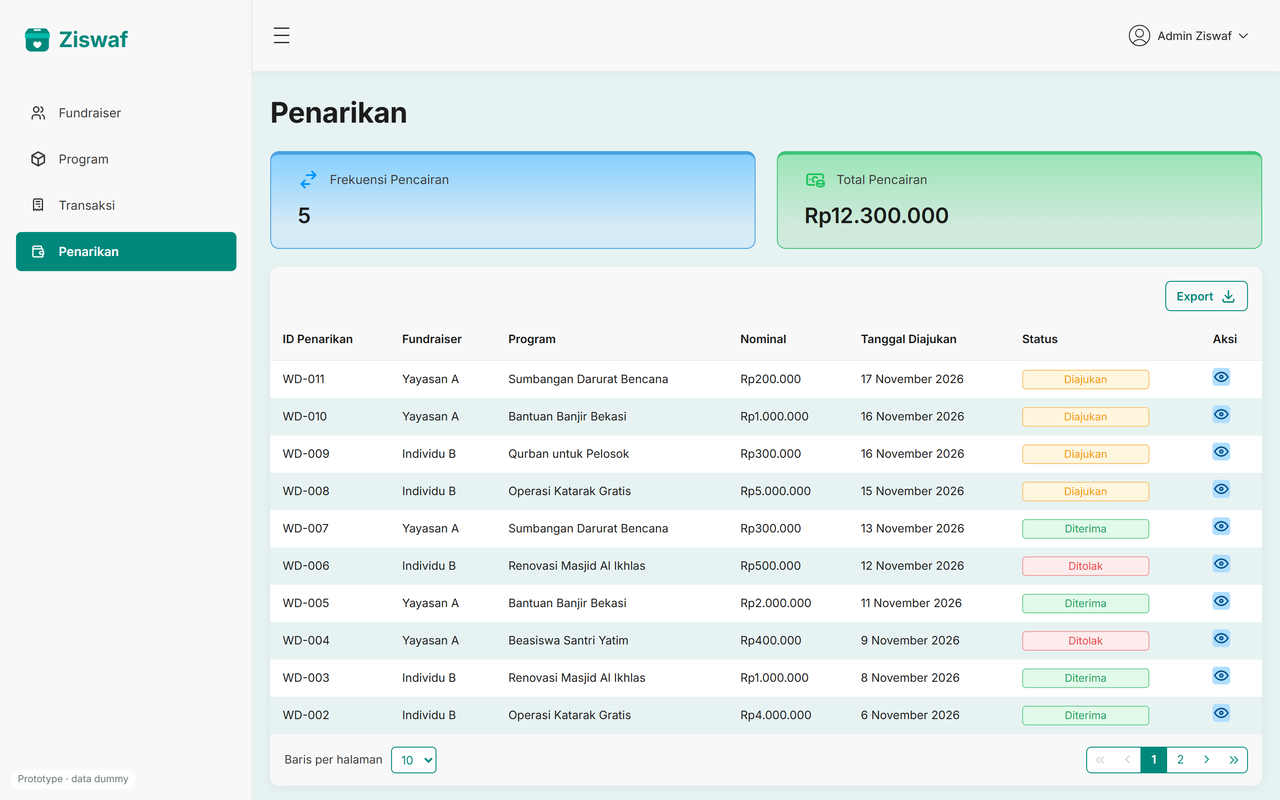 Ziswaf
Admin Ziswaf
Fundraiser
Program
Transaksi
Penarikan
Penarikan
Frekuensi Pencairan
5
Total Pencairan
Rp12.300.000
Export
ID Penarikan Fundraiser Program Nominal Tanggal Diajukan Status Aksi
WD-011 Yayasan A Sumbangan Darurat Bencana Rp200.000 17 November 2026 Diajukan
WD-010 Yayasan A Bantuan Banjir Bekasi Rp1.000.000 16 November 2026 Diajukan
WD-009 Individu B Qurban untuk Pelosok Rp300.000 16 November 2026 Diajukan
WD-008 Individu B Operasi Katarak Gratis Rp5.000.000 15 November 2026 Diajukan
WD-007 Yayasan A Sumbangan Darurat Bencana Rp300.000 13 November 2026 Diterima
WD-006 Individu B Renovasi Masjid Al Ikhlas Rp500.000 12 November 2026 Ditolak
WD-005 Yayasan A Bantuan Banjir Bekasi Rp2.000.000 11 November 2026 Diterima
WD-004 Yayasan A Beasiswa Santri Yatim Rp400.000 9 November 2026 Ditolak
WD-003 Individu B Renovasi Masjid Al Ikhlas Rp1.000.000 8 November 2026 Diterima
WD-002 Individu B Operasi Katarak Gratis Rp4.000.000 6 November 2026 Diterima
Baris per halaman 10
« ‹ 1 2 › »
Prototype · data dummy